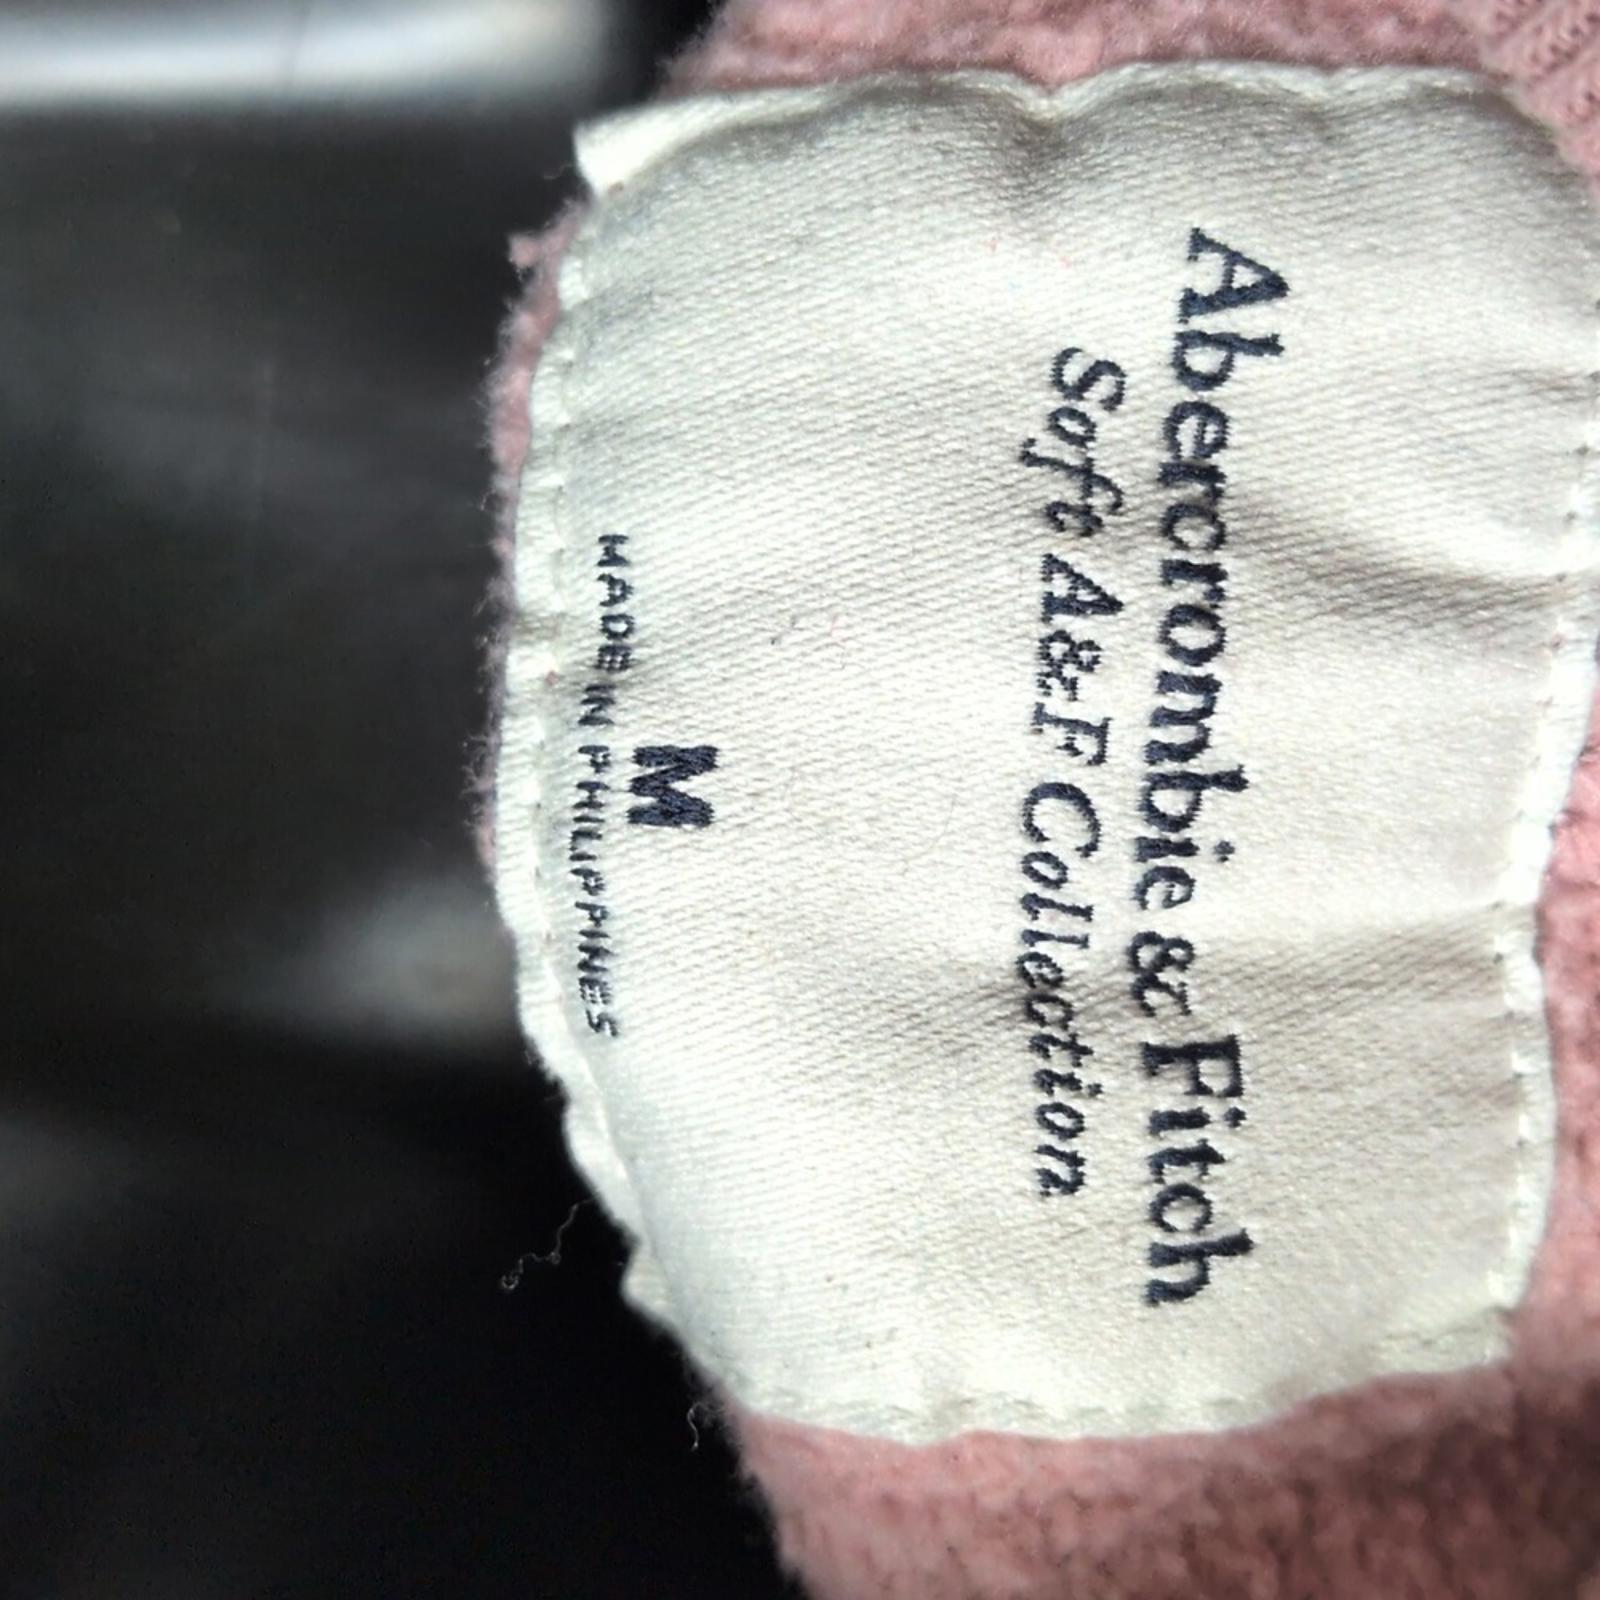 Abercrombie & Fitch
Soft A&F Collection
M
MADE IN PHILIPPINES